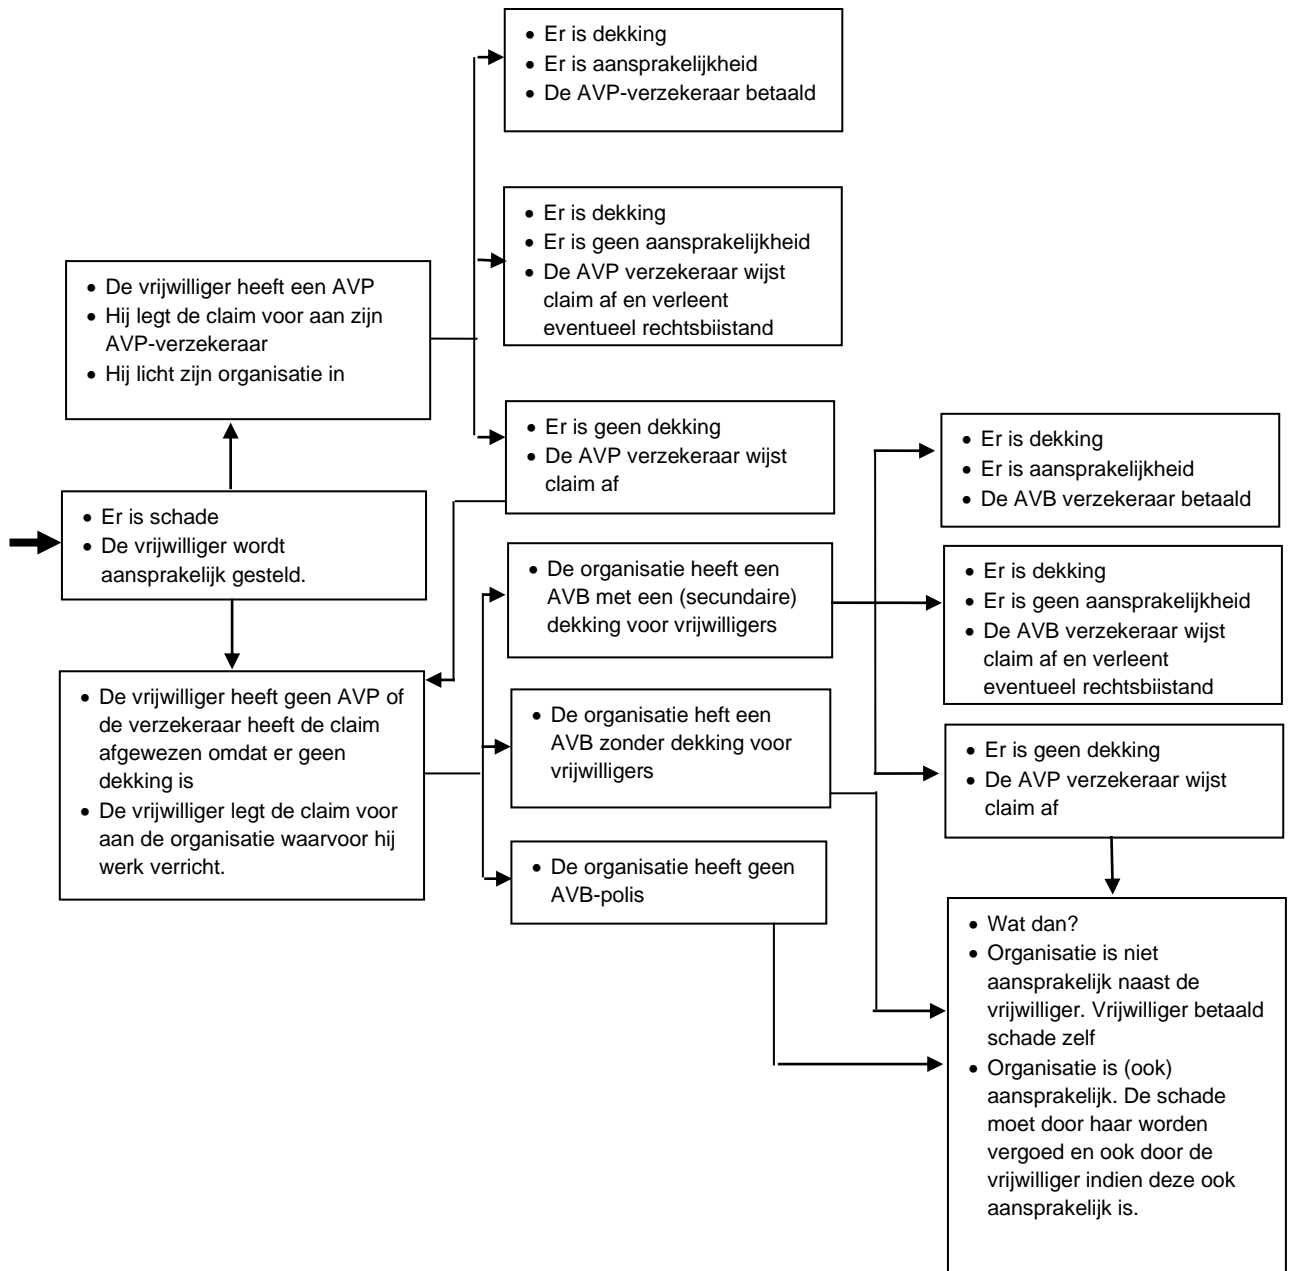 • Er is dekking
• Er is aansprakelijkheid
• De AVP-verzekeraar betaald
• Er is dekking
• Er is geen aansprakelijkheid
• De AVP verzekeraar wijst
claim af en verleent
eventueel rechtsbiistand
• De vrijwilliger heeft een AVP
• Hij legt de claim voor aan zijn
AVP-verzekeraar
• Hij licht zijn organisatie in
• Er is geen dekking
• De AVP verzekeraar wijst
claim af
• Er is schade
• De vrijwilliger wordt
aansprakelijk gesteld.
• De vrijwilliger heeft geen AVP of
de verzekeraar heeft de claim
afgewezen omdat er geen
dekking is
• De vrijwilliger legt de claim voor
aan de organisatie waarvoor hij
werk verricht.
• De organisatie heeft een
AVB met een (secundaire)
dekking voor vrijwilligers
• De organisatie heft een
AVB zonder dekking voor
vrijwilligers
• De organisatie heeft geen
AVB-polis
• Er is dekking
• Er is aansprakelijkheid
• De AVB verzekeraar betaald
• Er is dekking
• Er is geen aansprakelijkheid
• De AVB verzekeraar wijst
claim af en verleent
eventueel rechtsbiistand
• Er is geen dekking
• De AVP verzekeraar wijst
claim af
• Wat dan?
• Organisatie is niet
aansprakelijk naast de
vrijwilliger. Vrijwilliger betaald
schade zelf
• Organisatie is (ook)
aansprakelijk. De schade
moet door haar worden
vergoed en ook door de
vrijwilliger indien deze ook
aansprakelijk is.